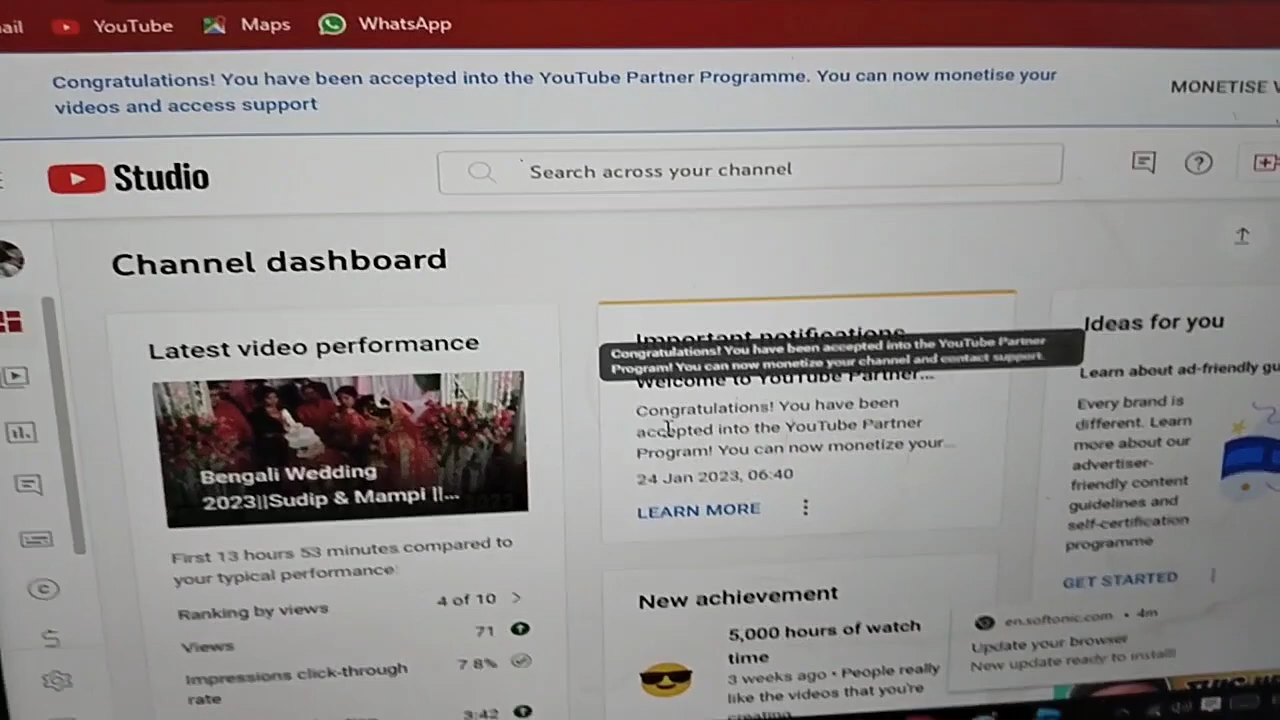 ail YouTube Maps WhatsApp
Congratulations! You have been accepted into the YouTube Partner Programme. You can now monetise your
videos and access support
MONETISE
Studio
Search across your channel
Channel dashboard
Latest video performance
Bengali Wedding
2023||Sudip & Mampi ||...
First 13 hours 53 minutes compared to
your typical performance:
Ranking by views 4 of 10
Views 71
Impressions click-through 7.8%
rate
3:42
Important notifications
Congratulations! You have been accepted into the YouTube Partner
Program! You can now monetize your channel and contact support.
Welcome to YouTube Partner...
Congratulations! You have been
accepted into the YouTube Partner
Program! You can now monetize your...
24 Jan 2023, 06:40
LEARN MORE
New achievement
5,000 hours of watch
time
3 weeks ago • People really
like the videos that you're
creating
Ideas for you
Learn about ad-friendly gu
Every brand is
different. Learn
more about our
advertiser-
friendly content
guidelines and
self-certification
programme
GET STARTED
en.softonic.com • 4m
Update your browser
New update ready to install!